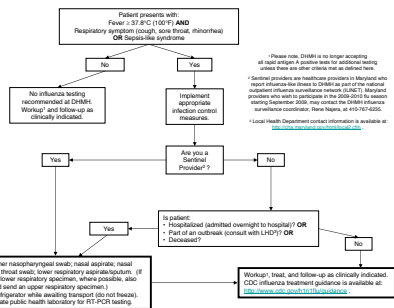 Patient presents with:
Fever ≥ 37.8°C (100°F) AND
Respiratory symptom (cough, sore throat, rhinorrhea)
OR Sepsis-like syndrome
No
Yes
¹ Please note, DHMH is no longer accepting
all rapid antigen A positive tests for additional testing
unless there are other criteria met as defined here.
² Sentinel providers are healthcare providers in Maryland who
report influenza-like illness to DHMH as part of the national
outpatient influenza surveillance network (ILINET). Maryland
providers who wish to participate in the 2009-2010 flu season
starting September 2009, may contact the DHMH influenza
surveillance coordinator, Rene Najera, at 410-767-6235.
³ Local Health Department contact information is available at:
No influenza testing
recommended at DHMH.
Workup¹ and follow-up as
clinically indicated.
Implement
appropriate
infection control
measures.
Are you a
Sentinel
Provider²?
Yes
No
Is patient:
• Hospitalized (admitted overnight to hospital)? OR
• Part of an outbreak (consult with LHD³)? OR
• Deceased?
Yes
No
her nasopharyngeal swab; nasal aspirate; nasal
throat swab; lower respiratory aspirate/sputum. (If
lower respiratory specimen, where possible, also
d send an upper respiratory specimen.)
frigerator while awaiting transport (do not freeze).
ate public health laboratory for RT-PCR testing.
Workup¹, treat, and follow-up as clinically indicated.
CDC influenza treatment guidance is available at:
http://www.cdc.gov/h1n1flu/guidance .